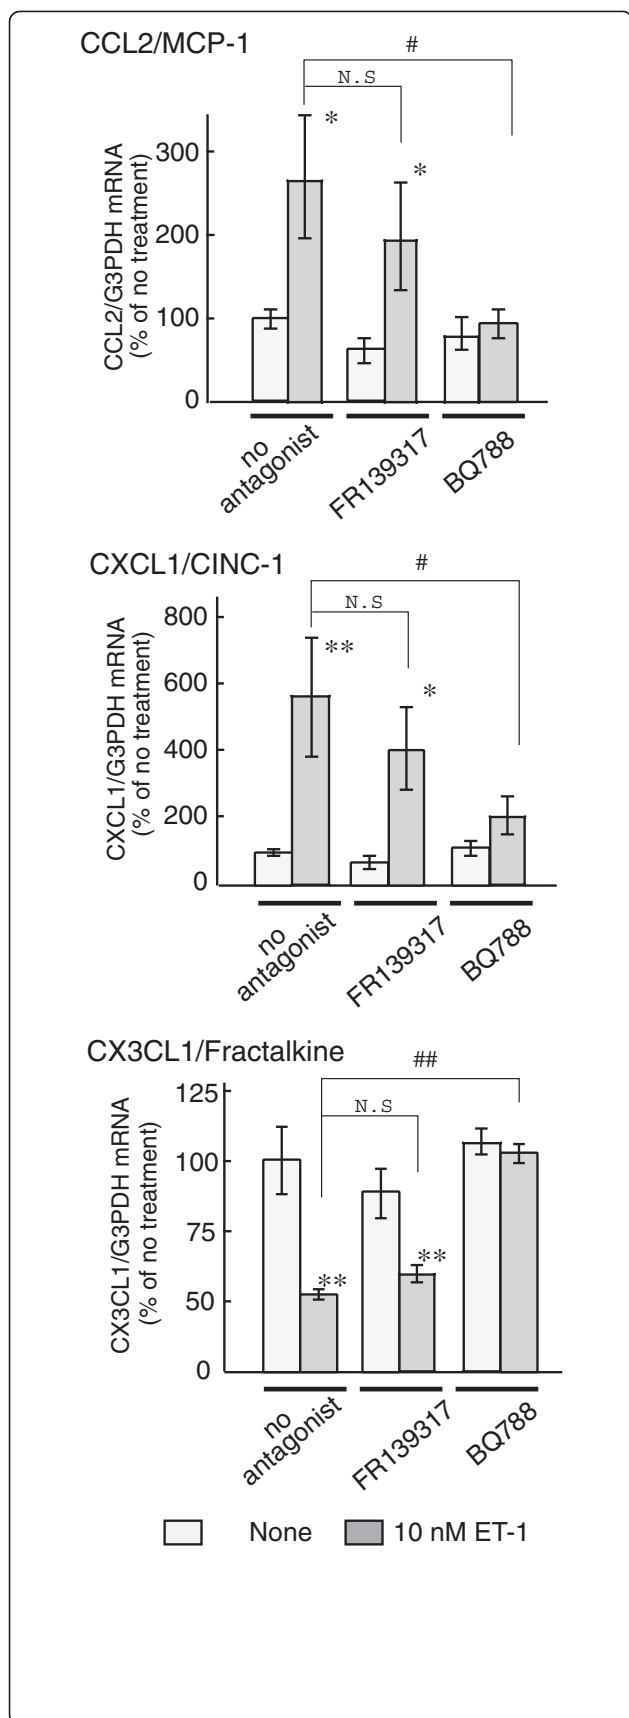 CCL2/MCP-1
#
N.S
*
*
CCL2/G3PDH mRNA
(% of no treatment)
300
200
100
0
no
antagonist
FR139317
BQ788
CXCL1/CINC-1
#
N.S
**
*
CXCL1/G3PDH mRNA
(% of no treatment)
800
600
400
200
0
no
antagonist
FR139317
BQ788
CX3CL1/Fractalkine
##
N.S
**
**
CX3CL1/G3PDH mRNA
(% of no treatment)
125
100
75
50
0
no
antagonist
FR139317
BQ788
None
10 nM ET-1